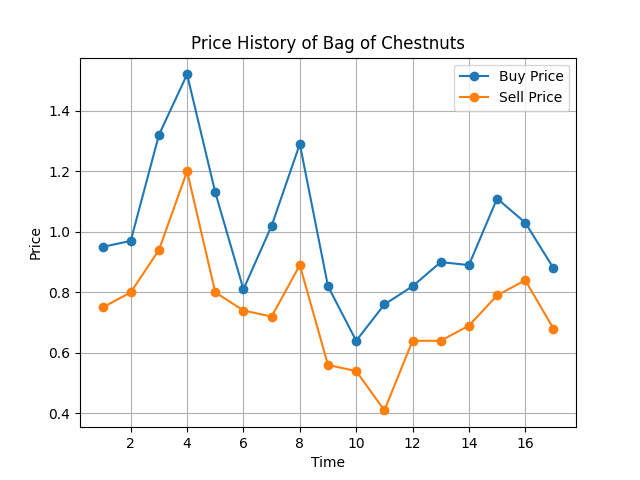 Price History of Bag of Chestnuts
Buy Price
Sell Price
1.4
1.2
1.0
0.8
0.6
0.4
Price
2 4 6 8 10 12 14 16
Time